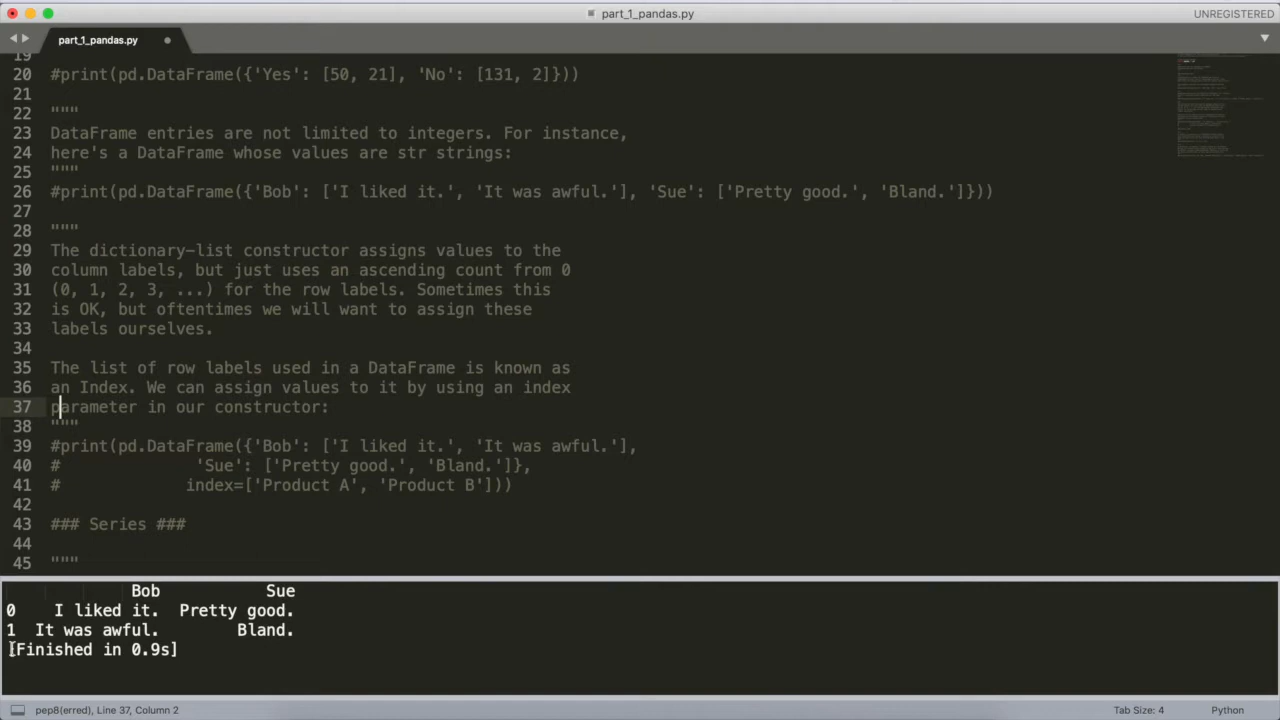 part_1_pandas.py
UNREGISTERED
part_1_pandas.py
19
20 #print(pd.DataFrame({'Yes': [50, 21], 'No': [131, 2]}))
21
22 """
23 DataFrame entries are not limited to integers. For instance,
24 here's a DataFrame whose values are str strings:
25 """
26 #print(pd.DataFrame({'Bob': ['I liked it.', 'It was awful.'], 'Sue': ['Pretty good.', 'Bland.']}))
27
28 """
29 The dictionary-list constructor assigns values to the
30 column labels, but just uses an ascending count from 0
31 (0, 1, 2, 3, ...) for the row labels. Sometimes this
32 is OK, but oftentimes we will want to assign these
33 labels ourselves.
34
35 The list of row labels used in a DataFrame is known as
36 an Index. We can assign values to it by using an index
37 parameter in our constructor:
38 """
39 #print(pd.DataFrame({'Bob': ['I liked it.', 'It was awful.'],
40 #              'Sue': ['Pretty good.', 'Bland.']},
41 #             index=['Product A', 'Product B']))
42
43 ### Series ###
44
45 """
Bob Sue
0 I liked it. Pretty good.
1 It was awful. Bland.
[Finished in 0.9s]
pep8(erred), Line 37, Column 2
Tab Size: 4
Python